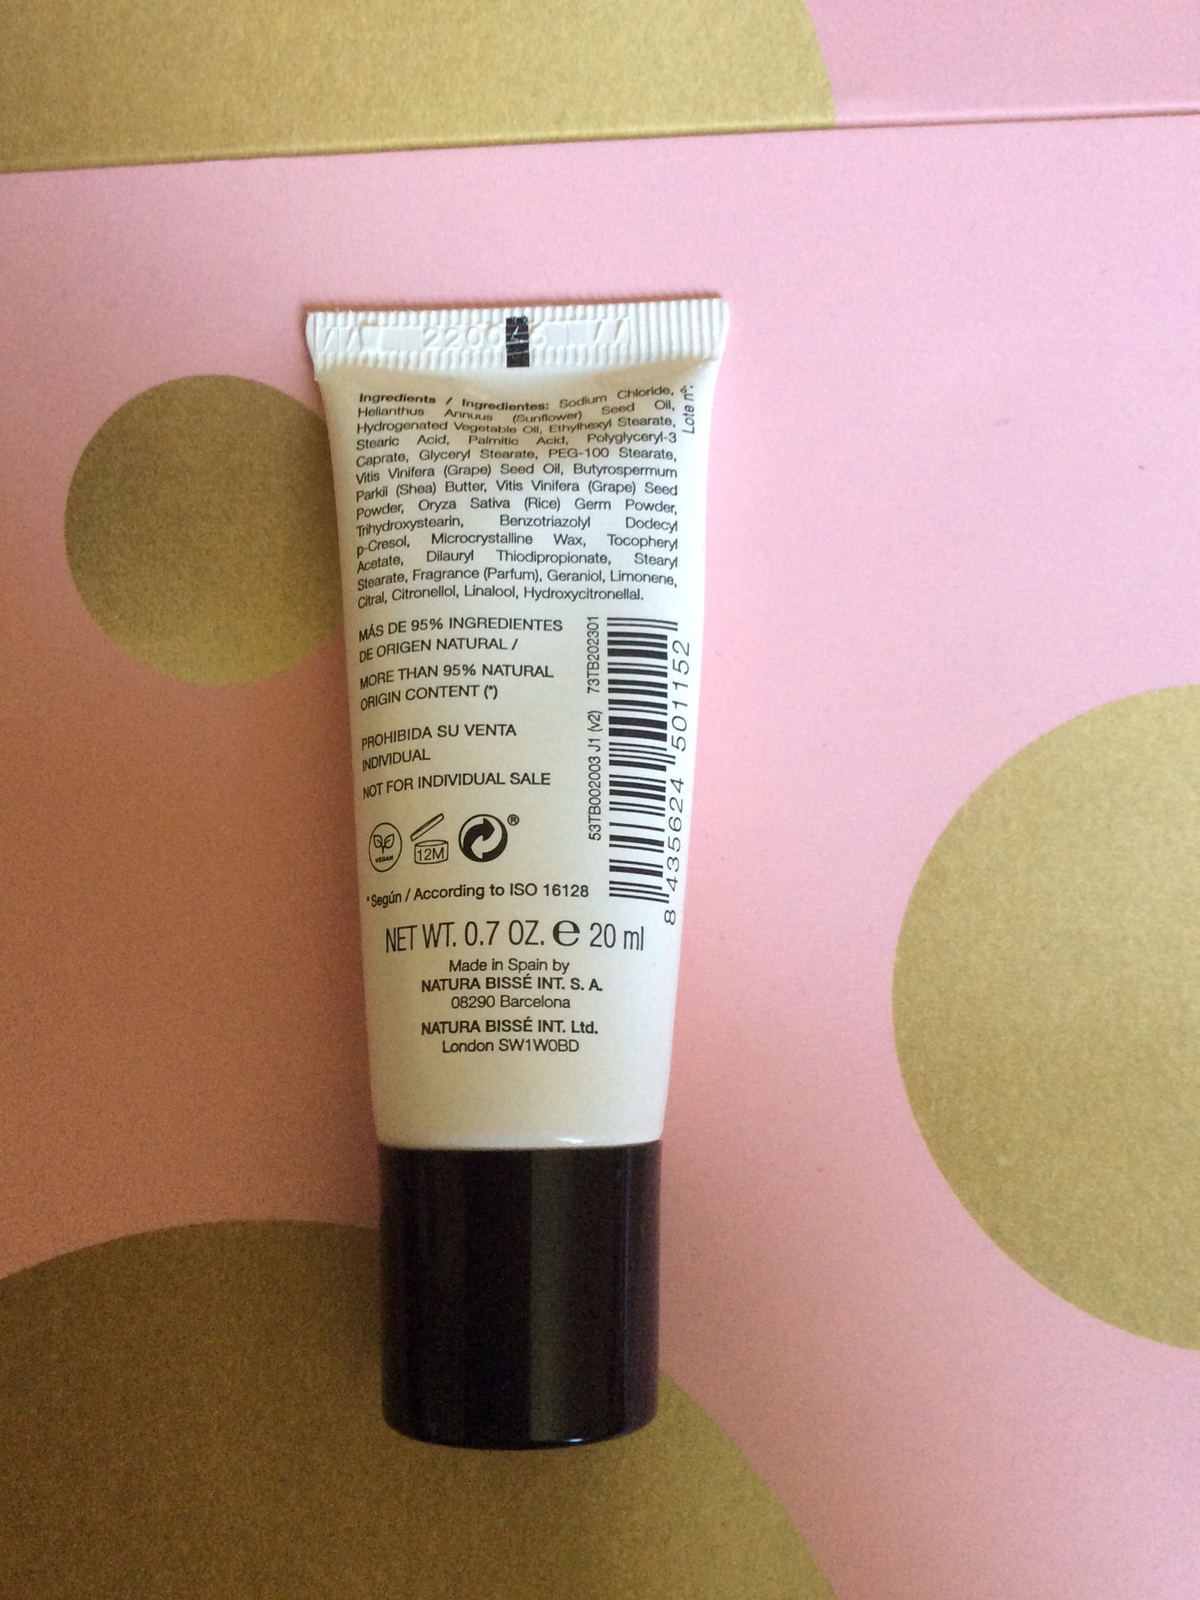 Ingredients / Ingredientes: Sodium Chloride,
Helianthus Annuus (Sunflower) Seed Oil,
Hydrogenated Vegetable Oil, Ethylhexyl Stearate,
Stearic Acid, Palmitic Acid, Polyglyceryl-3
Caprate, Glyceryl Stearate, PEG-100 Stearate,
Vitis Vinifera (Grape) Seed Oil, Butyrospermum
Parkii (Shea) Butter, Vitis Vinifera (Grape) Seed
Powder, Oryza Sativa (Rice) Germ Powder,
Trihydroxystearin, Benzotriazolyl Dodecyl
p-Cresol, Microcrystalline Wax, Tocopheryl
Acetate, Dilauryl Thiodipropionate, Stearyl
Stearate, Fragrance (Parfum), Geraniol, Limonene,
Citral, Citronellol, Linalool, Hydroxycitronellal.
Lote nº:
MÁS DE 95% INGREDIENTES
DE ORIGEN NATURAL /
MORE THAN 95% NATURAL
ORIGIN CONTENT (*)
PROHIBIDA SU VENTA
INDIVIDUAL
NOT FOR INDIVIDUAL SALE
53TB002003 J1 (v2) 73TB202301
8 435624 501152
VEGAN
12M
®
*Según / According to ISO 16128
NET WT. 0.7 OZ. e 20 ml
Made in Spain by
NATURA BISSÉ INT. S. A.
08290 Barcelona
NATURA BISSÉ INT. Ltd.
London SW1W0BD